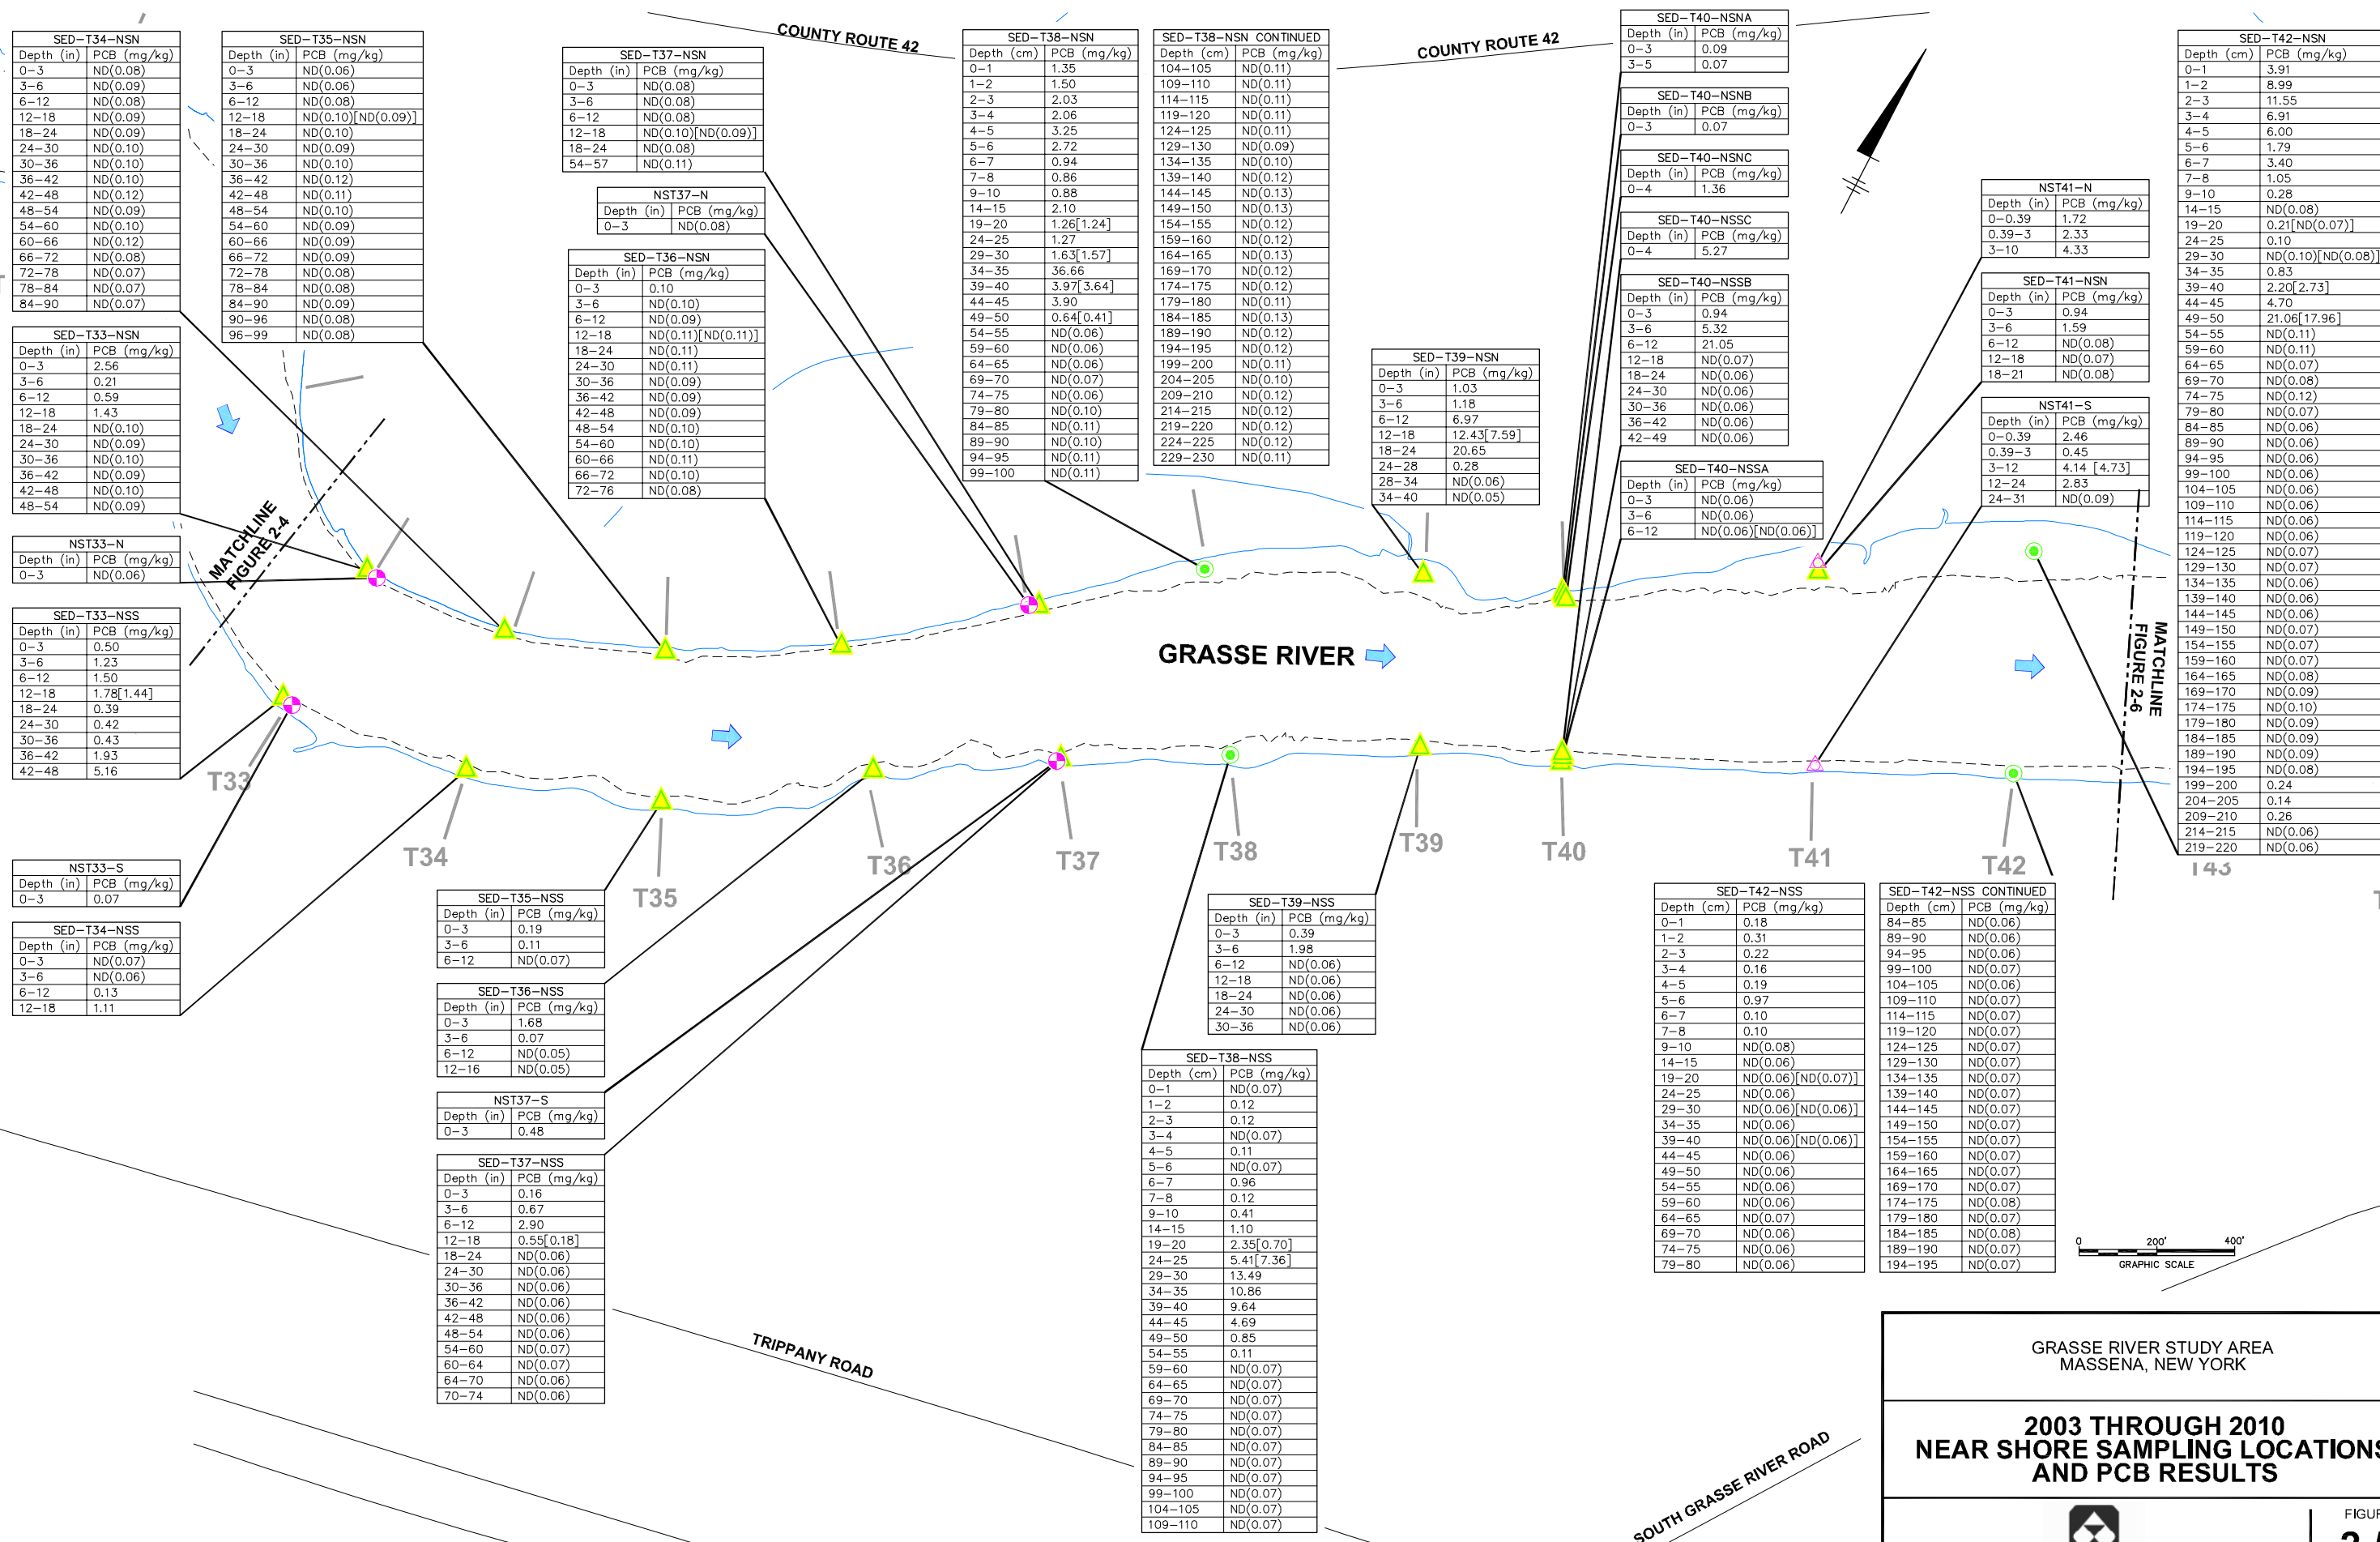 COUNTY ROUTE 42
COUNTY ROUTE 42
SED-T34-NSN
Depth (in) PCB (mg/kg)
0-3 ND(0.08)
3-6 ND(0.09)
6-12 ND(0.08)
12-18 ND(0.09)
18-24 ND(0.09)
24-30 ND(0.10)
30-36 ND(0.10)
36-42 ND(0.10)
42-48 ND(0.12)
48-54 ND(0.09)
54-60 ND(0.10)
60-66 ND(0.12)
66-72 ND(0.08)
72-78 ND(0.07)
78-84 ND(0.07)
84-90 ND(0.07)
SED-T35-NSN
Depth (in) PCB (mg/kg)
0-3 ND(0.06)
3-6 ND(0.06)
6-12 ND(0.08)
12-18 ND(0.10)[ND(0.09)]
18-24 ND(0.10)
24-30 ND(0.09)
30-36 ND(0.10)
36-42 ND(0.12)
42-48 ND(0.11)
48-54 ND(0.10)
54-60 ND(0.09)
60-66 ND(0.09)
66-72 ND(0.09)
72-78 ND(0.08)
78-84 ND(0.08)
84-90 ND(0.09)
90-96 ND(0.08)
96-99 ND(0.08)
SED-T37-NSN
Depth (in) PCB (mg/kg)
0-3 ND(0.08)
3-6 ND(0.08)
6-12 ND(0.08)
12-18 ND(0.10)[ND(0.09)]
18-24 ND(0.08)
54-57 ND(0.11)
NST37-N
Depth (in) PCB (mg/kg)
0-3 ND(0.08)
SED-T36-NSN
Depth (in) PCB (mg/kg)
0-3 0.10
3-6 ND(0.10)
6-12 ND(0.09)
12-18 ND(0.11)[ND(0.11)]
18-24 ND(0.11)
24-30 ND(0.11)
30-36 ND(0.09)
36-42 ND(0.09)
42-48 ND(0.09)
48-54 ND(0.10)
54-60 ND(0.10)
60-66 ND(0.11)
66-72 ND(0.10)
72-76 ND(0.08)
SED-T38-NSN
Depth (cm) PCB (mg/kg)
0-1 1.35
1-2 1.50
2-3 2.03
3-4 2.06
4-5 3.25
5-6 2.72
6-7 0.94
7-8 0.86
9-10 0.88
14-15 2.10
19-20 1.26[1.24]
24-25 1.27
29-30 1.63[1.57]
34-35 36.66
39-40 3.97[3.64]
44-45 3.90
49-50 0.64[0.41]
54-55 ND(0.06)
59-60 ND(0.06)
64-65 ND(0.06)
69-70 ND(0.07)
74-75 ND(0.06)
79-80 ND(0.10)
84-85 ND(0.11)
89-90 ND(0.10)
94-95 ND(0.11)
99-100 ND(0.11)
SED-T38-NSN CONTINUED
Depth (cm) PCB (mg/kg)
104-105 ND(0.11)
109-110 ND(0.11)
114-115 ND(0.11)
119-120 ND(0.11)
124-125 ND(0.11)
129-130 ND(0.09)
134-135 ND(0.10)
139-140 ND(0.12)
144-145 ND(0.13)
149-150 ND(0.13)
154-155 ND(0.12)
159-160 ND(0.12)
164-165 ND(0.13)
169-170 ND(0.12)
174-175 ND(0.12)
179-180 ND(0.11)
184-185 ND(0.13)
189-190 ND(0.12)
194-195 ND(0.12)
199-200 ND(0.11)
204-205 ND(0.10)
209-210 ND(0.12)
214-215 ND(0.12)
219-220 ND(0.12)
224-225 ND(0.12)
229-230 ND(0.11)
SED-T39-NSN
Depth (in) PCB (mg/kg)
0-3 1.03
3-6 1.18
6-12 6.97
12-18 12.43[7.59]
18-24 20.65
24-28 0.28
28-34 ND(0.06)
34-40 ND(0.05)
SED-T40-NSNA
Depth (in) PCB (mg/kg)
0-3 0.09
3-5 0.07
SED-T40-NSNB
Depth (in) PCB (mg/kg)
0-3 0.07
SED-T40-NSNC
Depth (in) PCB (mg/kg)
0-4 1.36
SED-T40-NSSC
Depth (in) PCB (mg/kg)
0-4 5.27
SED-T40-NSSB
Depth (in) PCB (mg/kg)
0-3 0.94
3-6 5.32
6-12 21.05
12-18 ND(0.07)
18-24 ND(0.06)
24-30 ND(0.06)
30-36 ND(0.06)
36-42 ND(0.06)
42-49 ND(0.06)
SED-T40-NSSA
Depth (in) PCB (mg/kg)
0-3 ND(0.06)
3-6 ND(0.06)
6-12 ND(0.06)[ND(0.06)]
NST41-N
Depth (in) PCB (mg/kg)
0-0.39 1.72
0.39-3 2.33
3-10 4.33
SED-T41-NSN
Depth (in) PCB (mg/kg)
0-3 0.94
3-6 1.59
6-12 ND(0.08)
12-18 ND(0.07)
18-21 ND(0.08)
NST41-S
Depth (in) PCB (mg/kg)
0-0.39 2.46
0.39-3 0.45
3-12 4.14 [4.73]
12-24 2.83
24-31 ND(0.09)
SED-T42-NSN
Depth (cm) PCB (mg/kg)
0-1 3.91
1-2 8.99
2-3 11.55
3-4 6.91
4-5 6.00
5-6 1.79
6-7 3.40
7-8 1.05
9-10 0.28
14-15 ND(0.08)
19-20 0.21[ND(0.07)]
24-25 0.10
29-30 ND(0.10)[ND(0.08)]
34-35 0.83
39-40 2.20[2.73]
44-45 4.70
49-50 21.06[17.96]
54-55 ND(0.11)
59-60 ND(0.11)
64-65 ND(0.07)
69-70 ND(0.08)
74-75 ND(0.12)
79-80 ND(0.07)
84-85 ND(0.06)
89-90 ND(0.06)
94-95 ND(0.06)
99-100 ND(0.06)
104-105 ND(0.06)
109-110 ND(0.06)
114-115 ND(0.06)
119-120 ND(0.06)
124-125 ND(0.07)
129-130 ND(0.07)
134-135 ND(0.06)
139-140 ND(0.06)
144-145 ND(0.06)
149-150 ND(0.07)
154-155 ND(0.07)
159-160 ND(0.07)
164-165 ND(0.08)
169-170 ND(0.09)
174-175 ND(0.10)
179-180 ND(0.09)
184-185 ND(0.09)
189-190 ND(0.09)
194-195 ND(0.08)
199-200 0.24
204-205 0.14
209-210 0.26
214-215 ND(0.06)
219-220 ND(0.06)
SED-T33-NSN
Depth (in) PCB (mg/kg)
0-3 2.56
3-6 0.21
6-12 0.59
12-18 1.43
18-24 ND(0.10)
24-30 ND(0.09)
30-36 ND(0.10)
36-42 ND(0.09)
42-48 ND(0.10)
48-54 ND(0.09)
NST33-N
Depth (in) PCB (mg/kg)
0-3 ND(0.06)
SED-T33-NSS
Depth (in) PCB (mg/kg)
0-3 0.50
3-6 1.23
6-12 1.50
12-18 1.78[1.44]
18-24 0.39
24-30 0.42
30-36 0.43
36-42 1.93
42-48 5.16
MATCHLINE
FIGURE 2-4
GRASSE RIVER
MATCHLINE
FIGURE 2-6
T33
T34
T35
T36
T37
T38
T39
T40
T41
T42
T43
NST33-S
Depth (in) PCB (mg/kg)
0-3 0.07
SED-T34-NSS
Depth (in) PCB (mg/kg)
0-3 ND(0.07)
3-6 ND(0.06)
6-12 0.13
12-18 1.11
SED-T35-NSS
Depth (in) PCB (mg/kg)
0-3 0.19
3-6 0.11
6-12 ND(0.07)
SED-T36-NSS
Depth (in) PCB (mg/kg)
0-3 1.68
3-6 0.07
6-12 ND(0.05)
12-16 ND(0.05)
NST37-S
Depth (in) PCB (mg/kg)
0-3 0.48
SED-T37-NSS
Depth (in) PCB (mg/kg)
0-3 0.16
3-6 0.67
6-12 2.90
12-18 0.55[0.18]
18-24 ND(0.06)
24-30 ND(0.06)
30-36 ND(0.06)
36-42 ND(0.06)
42-48 ND(0.06)
48-54 ND(0.06)
54-60 ND(0.07)
60-64 ND(0.07)
64-70 ND(0.06)
70-74 ND(0.06)
SED-T39-NSS
Depth (in) PCB (mg/kg)
0-3 0.39
3-6 1.98
6-12 ND(0.06)
12-18 ND(0.06)
18-24 ND(0.06)
24-30 ND(0.06)
30-36 ND(0.06)
SED-T38-NSS
Depth (cm) PCB (mg/kg)
0-1 ND(0.07)
1-2 0.12
2-3 0.12
3-4 ND(0.07)
4-5 0.11
5-6 ND(0.07)
6-7 0.96
7-8 0.12
9-10 0.41
14-15 1.10
19-20 2.35[0.70]
24-25 5.41[7.36]
29-30 13.49
34-35 10.86
39-40 9.64
44-45 4.69
49-50 0.85
54-55 0.11
59-60 ND(0.07)
64-65 ND(0.07)
69-70 ND(0.07)
74-75 ND(0.07)
79-80 ND(0.07)
84-85 ND(0.07)
89-90 ND(0.07)
94-95 ND(0.07)
99-100 ND(0.07)
104-105 ND(0.07)
109-110 ND(0.07)
SED-T42-NSS
Depth (cm) PCB (mg/kg)
0-1 0.18
1-2 0.31
2-3 0.22
3-4 0.16
4-5 0.19
5-6 0.97
6-7 0.10
7-8 0.10
9-10 ND(0.08)
14-15 ND(0.06)
19-20 ND(0.06)[ND(0.07)]
24-25 ND(0.06)
29-30 ND(0.06)[ND(0.06)]
34-35 ND(0.06)
39-40 ND(0.06)[ND(0.06)]
44-45 ND(0.06)
49-50 ND(0.06)
54-55 ND(0.06)
59-60 ND(0.06)
64-65 ND(0.07)
69-70 ND(0.06)
74-75 ND(0.06)
79-80 ND(0.06)
SED-T42-NSS CONTINUED
Depth (cm) PCB (mg/kg)
84-85 ND(0.06)
89-90 ND(0.06)
94-95 ND(0.06)
99-100 ND(0.07)
104-105 ND(0.06)
109-110 ND(0.07)
114-115 ND(0.07)
119-120 ND(0.07)
124-125 ND(0.07)
129-130 ND(0.07)
134-135 ND(0.07)
139-140 ND(0.07)
144-145 ND(0.07)
149-150 ND(0.07)
154-155 ND(0.07)
159-160 ND(0.07)
164-165 ND(0.07)
169-170 ND(0.07)
174-175 ND(0.08)
179-180 ND(0.07)
184-185 ND(0.08)
189-190 ND(0.07)
194-195 ND(0.07)
0 200' 400'
GRAPHIC SCALE
TRIPPANY ROAD
SOUTH GRASSE RIVER ROAD
GRASSE RIVER STUDY AREA
MASSENA, NEW YORK
2003 THROUGH 2010
NEAR SHORE SAMPLING LOCATIONS
AND PCB RESULTS